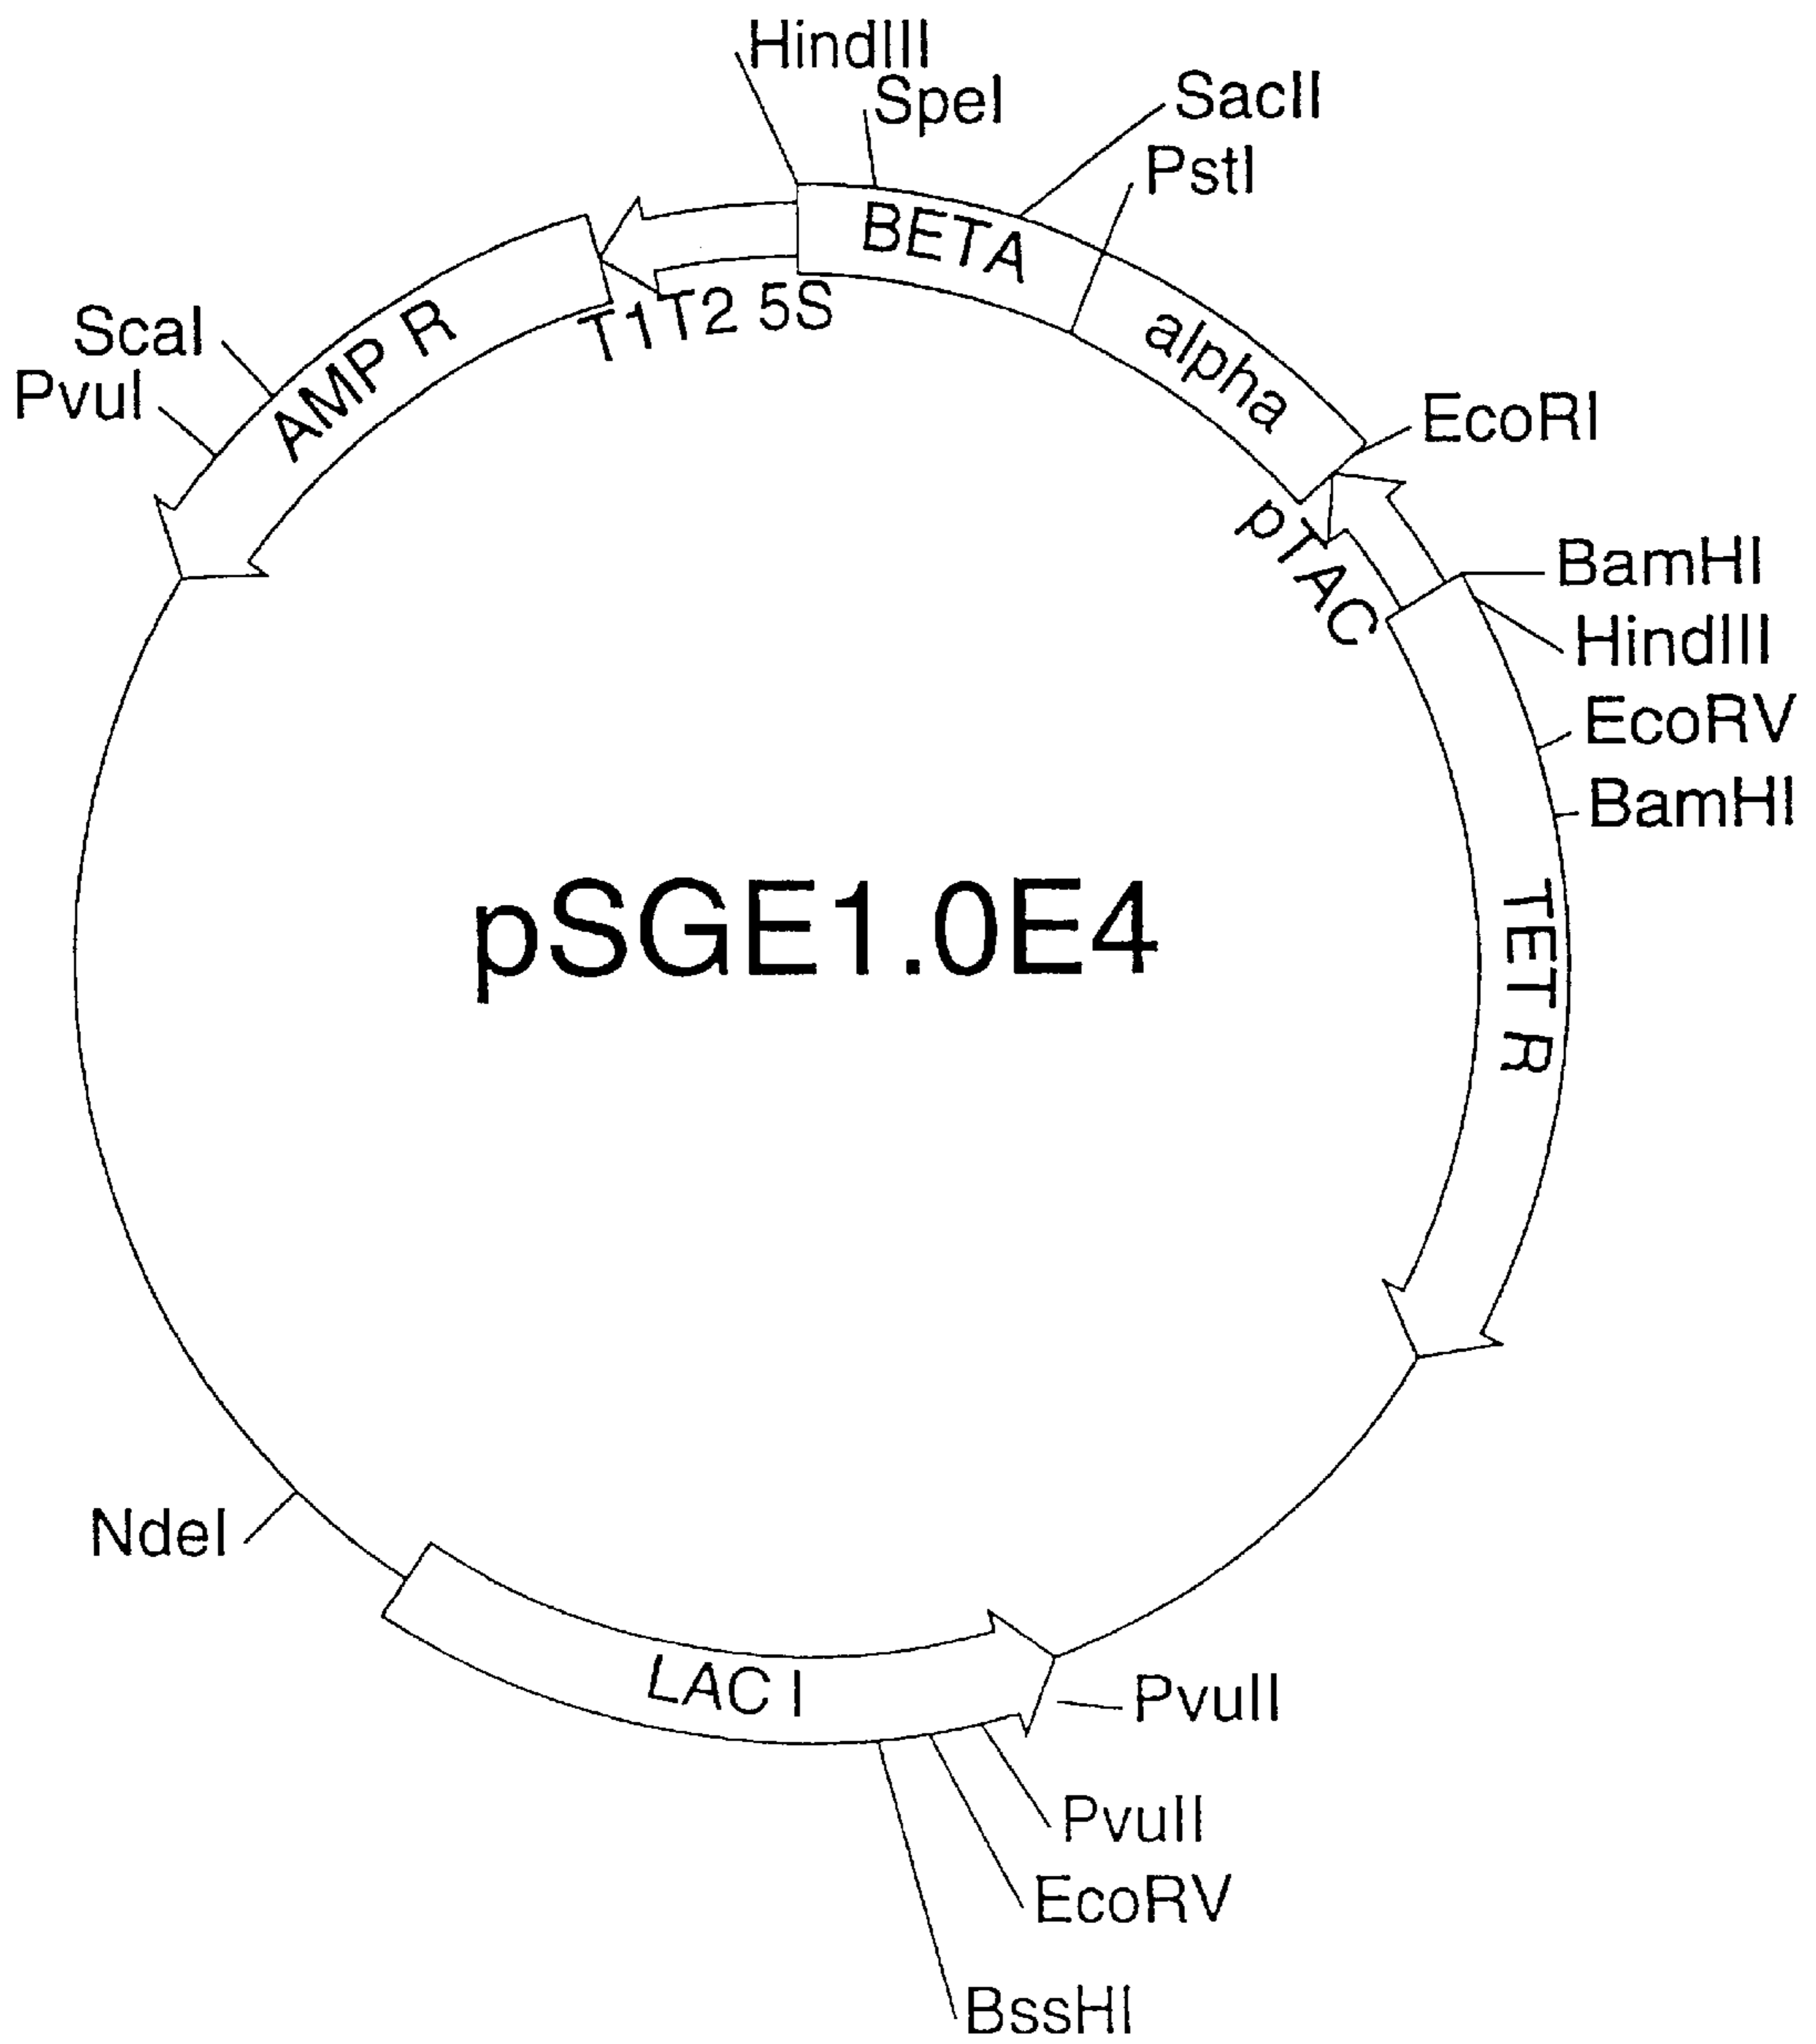 HindIII
SpeI
SacII
PstI
BETA
alpha
T1T2 5S
AMP R
ScaI
PvuI
EcoRI
pTAC
BamHI
HindIII
EcoRV
BamHI
pSGE1.0E4
TET R
NdeI
LAC I
PvuII
PvuII
EcoRV
BssHI